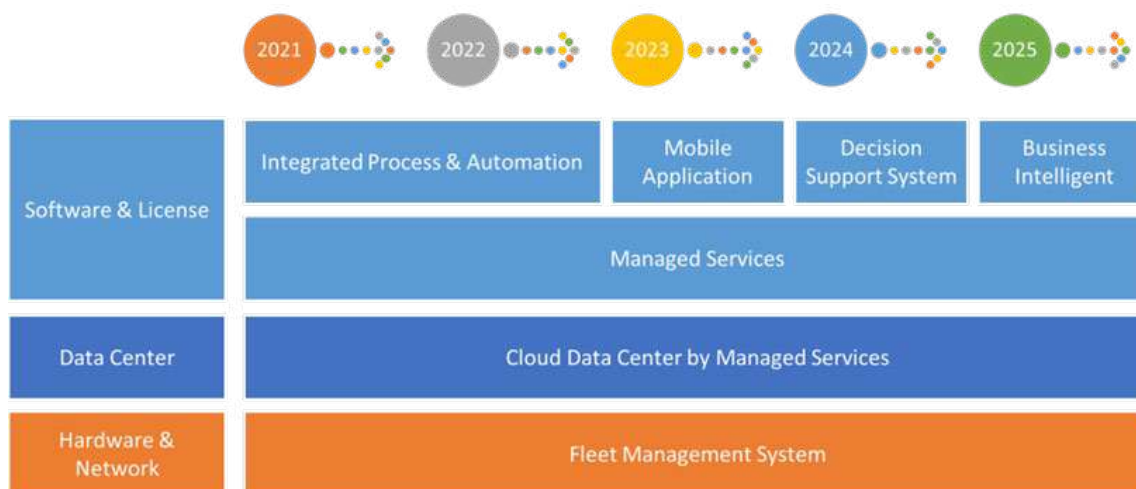 2021
2022
2023
2024
2025
Software & License
Integrated Process & Automation
Mobile
Application
Decision
Support System
Business
Intelligent
Managed Services
Data Center
Cloud Data Center by Managed Services
Hardware &
Network
Fleet Management System